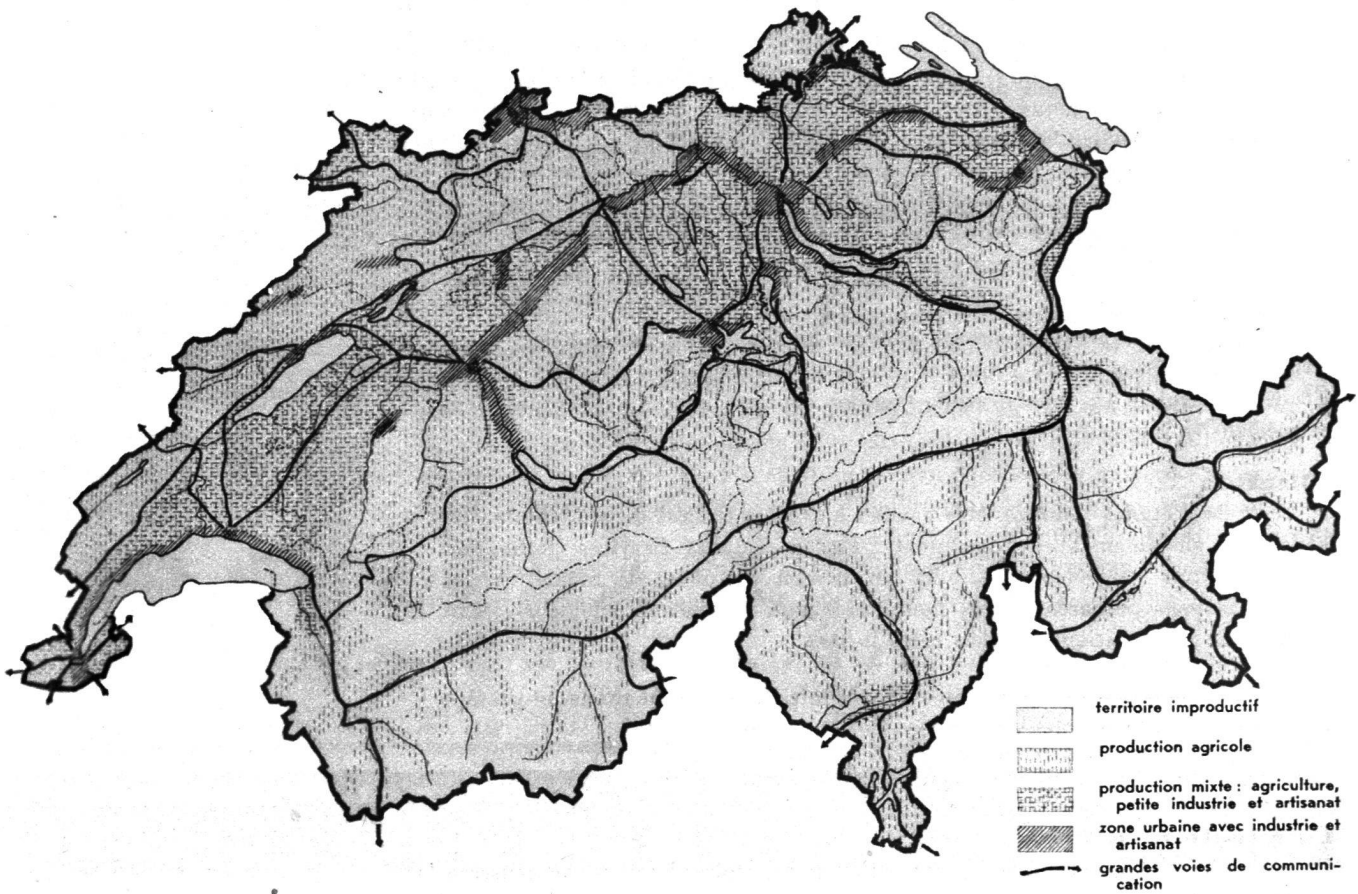 territoire improductif
production agricole
production mixte : agriculture,
petite industrie et artisanat
zone urbaine avec industrie et
artisanat
grandes voies de communi-
cation